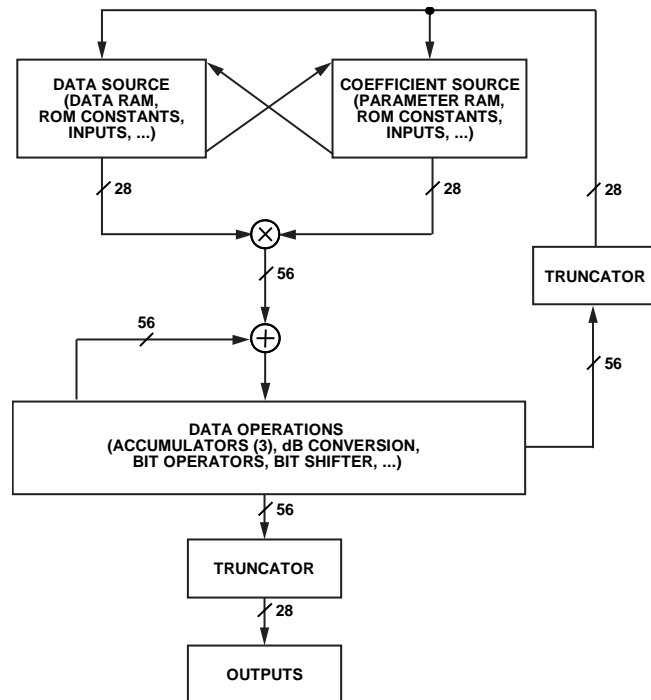 DATA SOURCE
(DATA RAM,
ROM CONSTANTS,
INPUTS, ...)
COEFFICIENT SOURCE
(PARAMETER RAM,
ROM CONSTANTS,
INPUTS, ...)
28
28
28
×
56
TRUNCATOR
56
+
56
DATA OPERATIONS
(ACCUMULATORS (3), dB CONVERSION,
BIT OPERATORS, BIT SHIFTER, ...)
56
TRUNCATOR
28
OUTPUTS